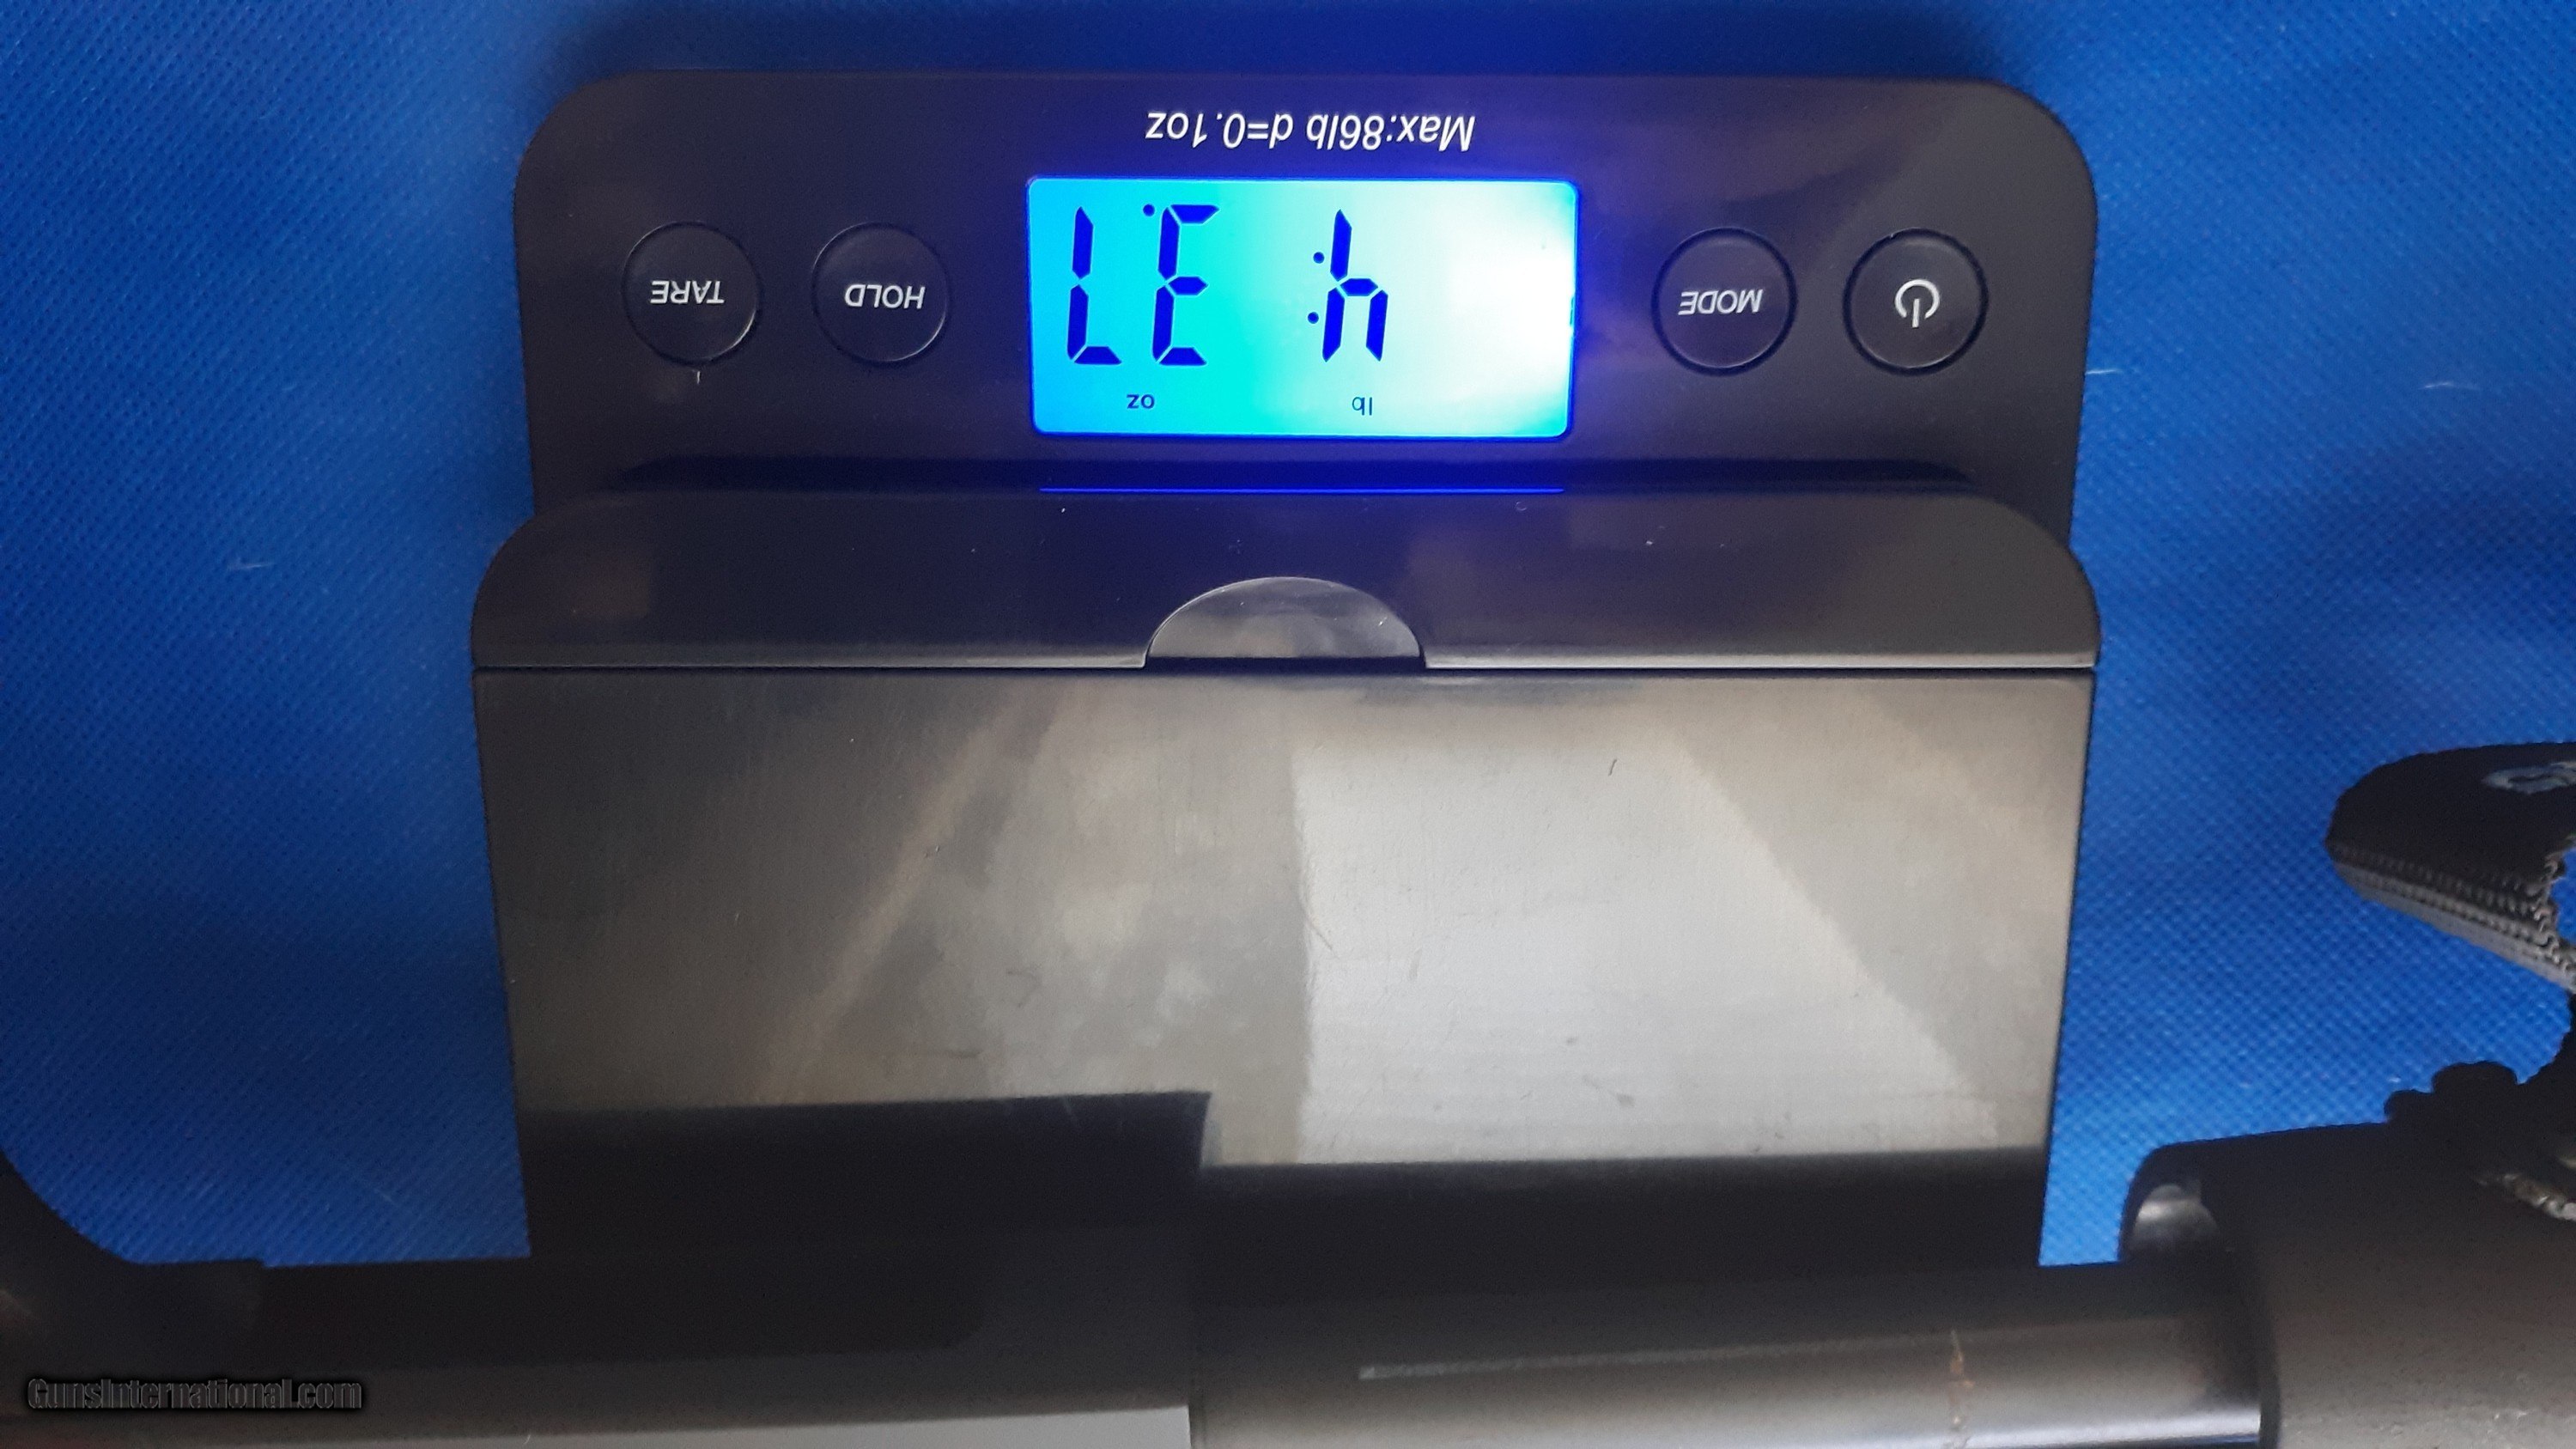 lb oz
MODE 4: 3.7 HOLD TARE
Max:86lb d=0.1oz
GunsInternational.com